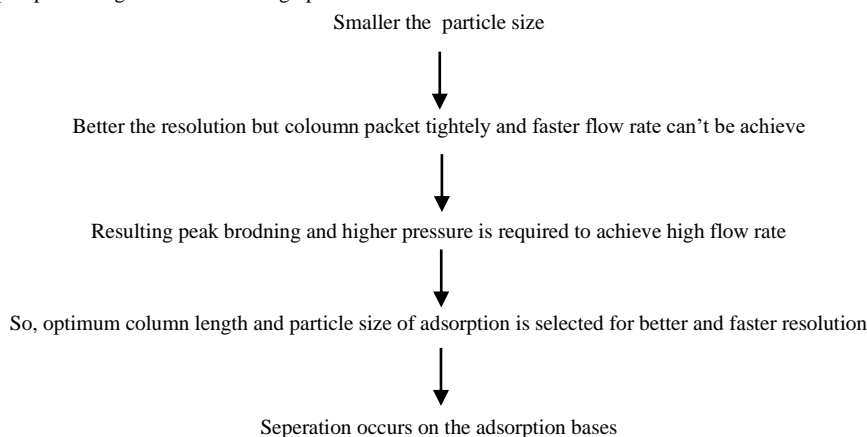 Smaller the particle size
Better the resolution but coloumn packet tightely and faster flow rate can't be achieve
Resulting peak brodning and higher pressure is required to achieve high flow rate
So, optimum column length and particle size of adsorption is selected for better and faster resolution
Seperation occurs on the adsorption bases